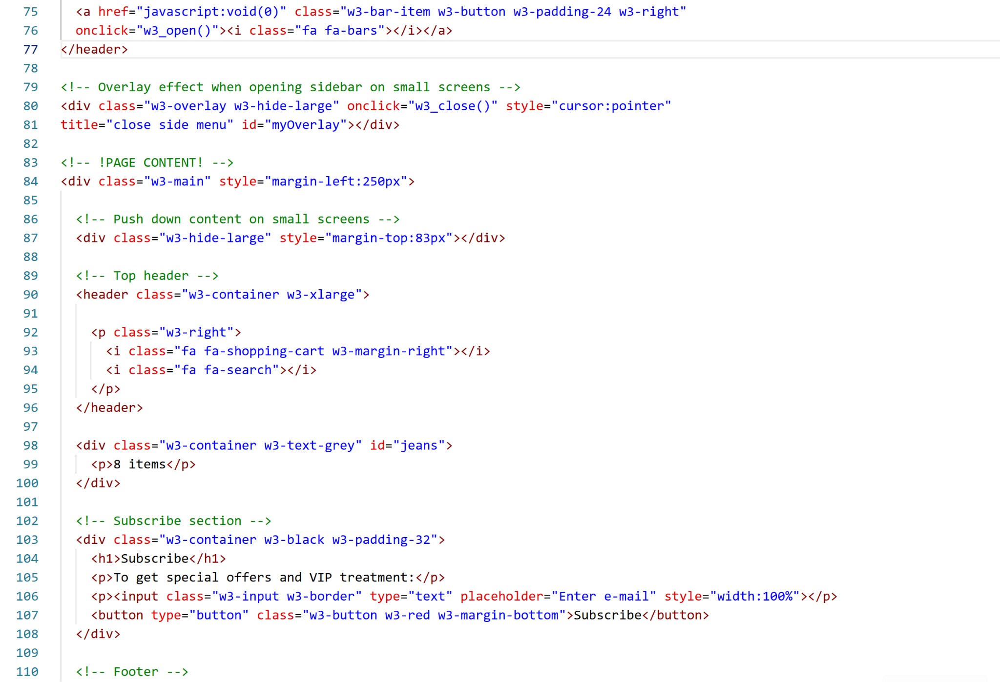 75 <a href="javascript:void(0)" class="w3-bar-item w3-button w3-padding-24 w3-right"
76 onclick="w3_open()"><i class="fa fa-bars"></i></a>
77 </header>
78
79 <!-- Overlay effect when opening sidebar on small screens -->
80 <div class="w3-overlay w3-hide-large" onclick="w3_close()" style="cursor:pointer"
81 title="close side menu" id="myOverlay"></div>
82
83 <!-- !PAGE CONTENT! -->
84 <div class="w3-main" style="margin-left:250px">
85
86 <!-- Push down content on small screens -->
87 <div class="w3-hide-large" style="margin-top:83px"></div>
88
89 <!-- Top header -->
90 <header class="w3-container w3-xlarge">
91
92 <p class="w3-right">
93 <i class="fa fa-shopping-cart w3-margin-right"></i>
94 <i class="fa fa-search"></i>
95 </p>
96 </header>
97
98 <div class="w3-container w3-text-grey" id="jeans">
99 <p>8 items</p>
100 </div>
101
102 <!-- Subscribe section -->
103 <div class="w3-container w3-black w3-padding-32">
104 <h1>Subscribe</h1>
105 <p>To get special offers and VIP treatment:</p>
106 <p><input class="w3-input w3-border" type="text" placeholder="Enter e-mail" style="width:100%"></p>
107 <button type="button" class="w3-button w3-red w3-margin-bottom">Subscribe</button>
108 </div>
109
110 <!-- Footer -->